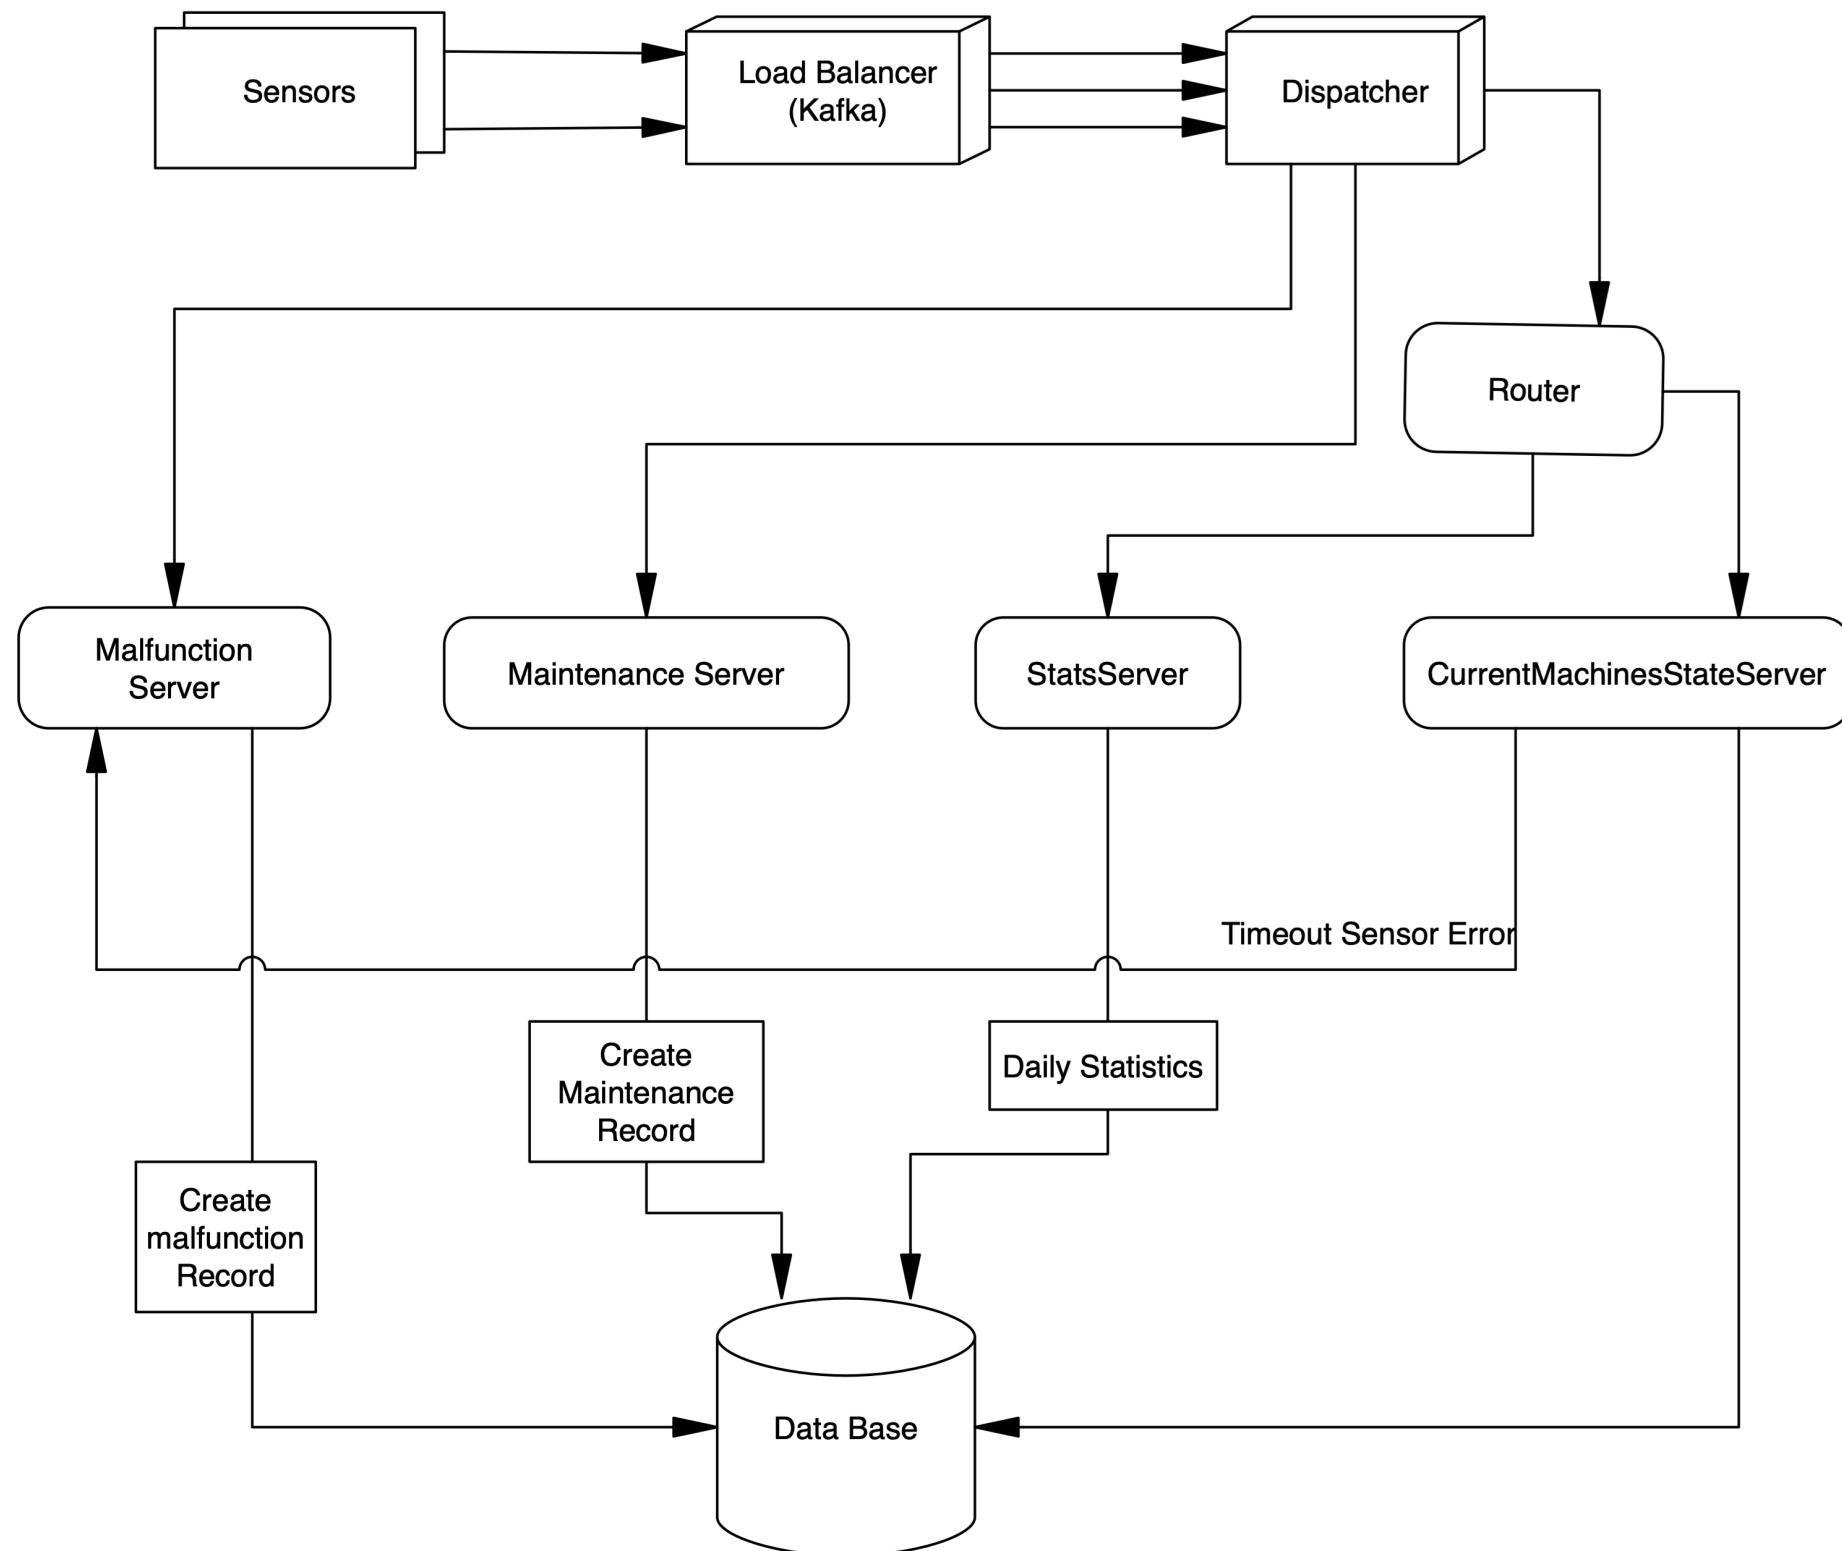 Sensors
Load Balancer
(Kafka)
Dispatcher
Router
Malfunction
Server
Maintenance Server
StatsServer
CurrentMachinesStateServer
Timeout Sensor Error
Create
Maintenance
Record
Daily Statistics
Create
malfunction
Record
Data Base